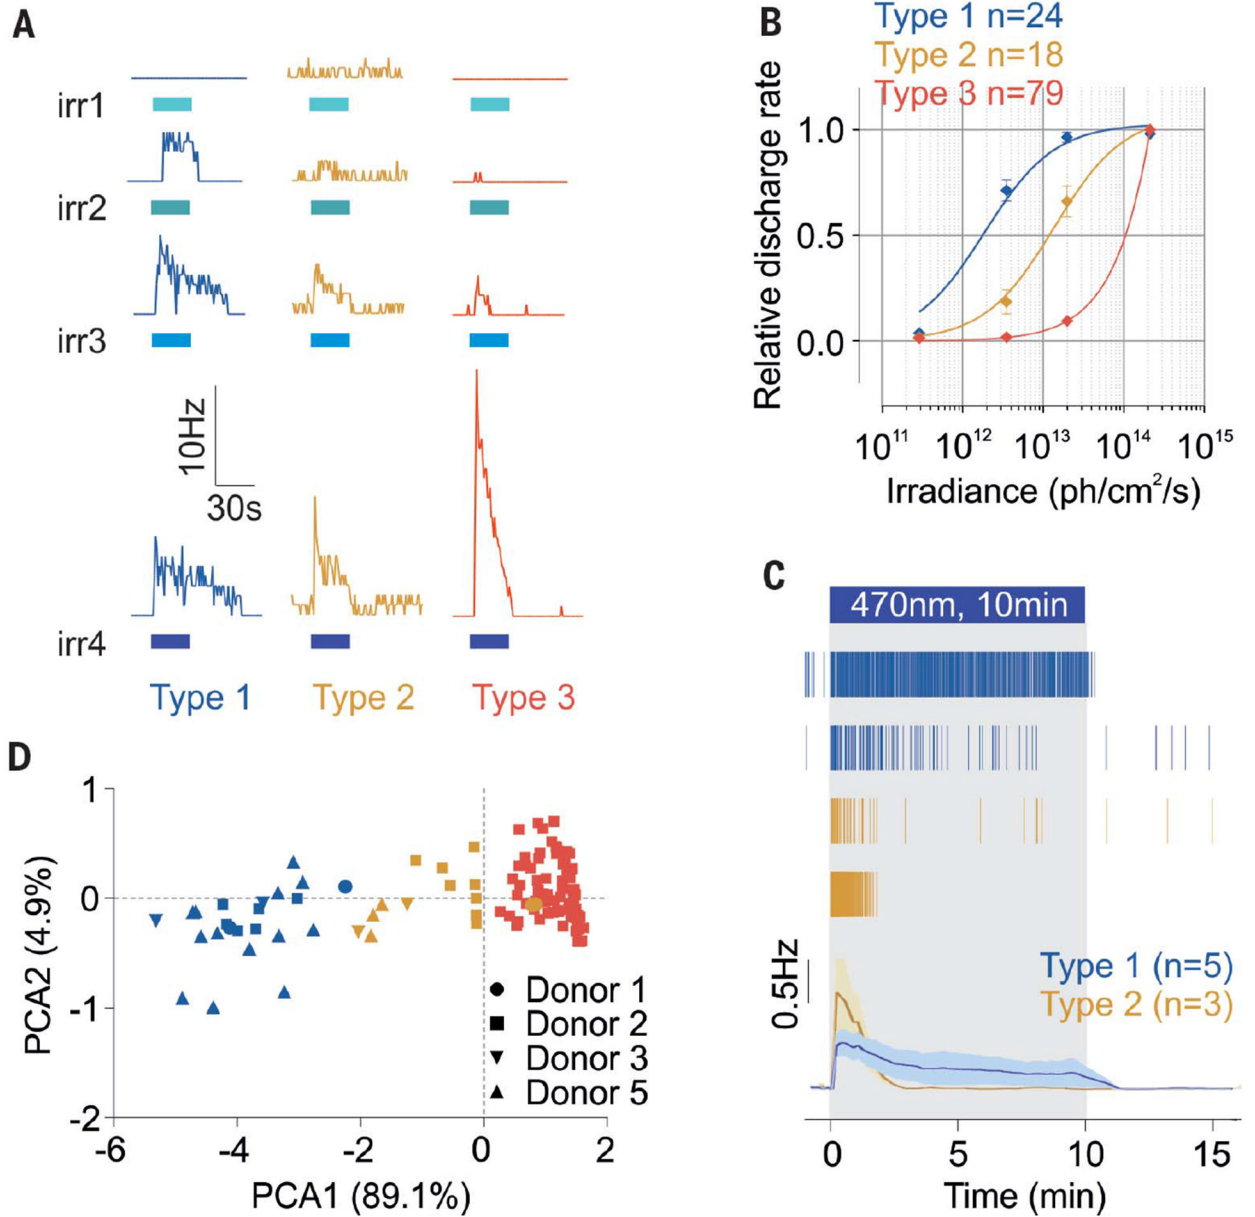 A
irr1
irr2
irr3
10Hz
30s
irr4
Type 1 Type 2 Type 3
B
Type 1 n=24
Type 2 n=18
Type 3 n=79
Relative discharge rate
1.0
0.5
0.0
10¹¹ 10¹² 10¹³ 10¹⁴ 10¹⁵
Irradiance (ph/cm²/s)
C
470nm, 10min
0.5Hz
Type 1 (n=5)
Type 2 (n=3)
0 5 10 15
Time (min)
D
PCA2 (4.9%)
1
0
-1
-2
Donor 1
Donor 2
Donor 3
Donor 5
-6 -4 -2 0 2
PCA1 (89.1%)